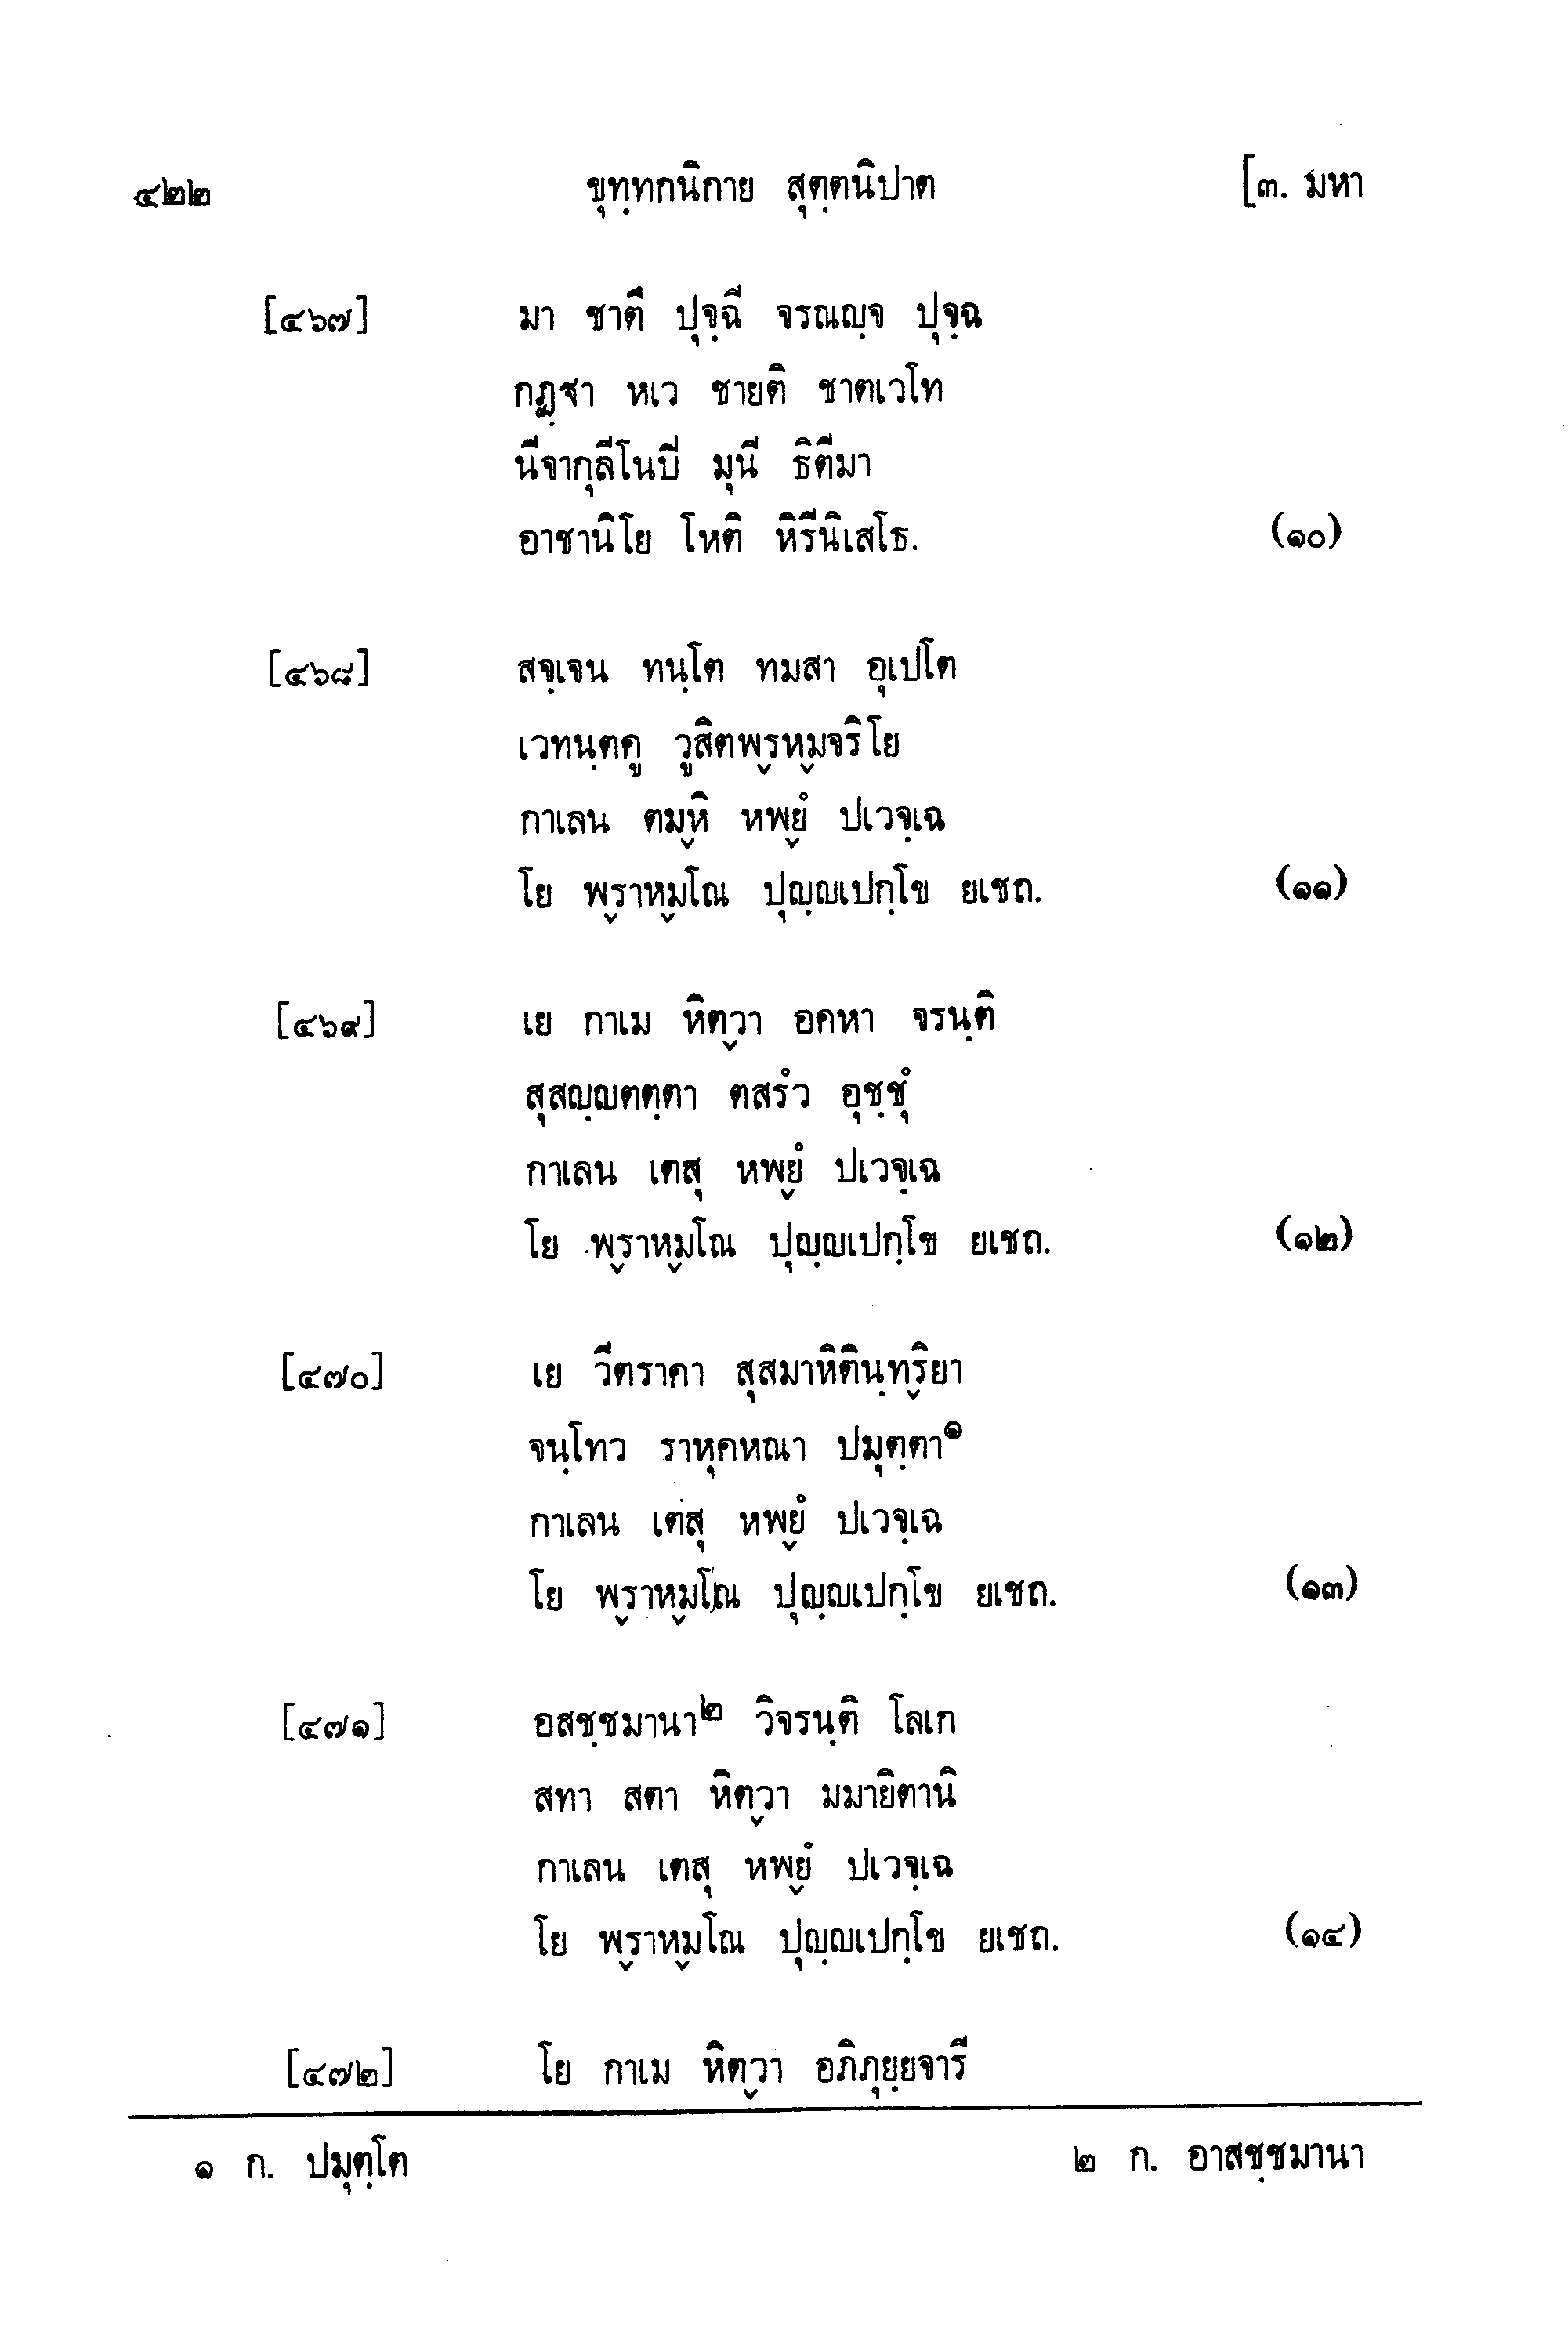 ๔๒๒ ขุทฺทกนิกาย สุตฺตนิปาต [๓. มหา
[๔๖๗] มา ชาตึ ปุจฺฉี จรณญฺจ ปุจฺฉ
กฏฺฐา หเว ชายติ ชาตเวโท
นีจากุลีโนปี มุนี ธิตีมา
อาชานิโย โหติ หิรีนิเสโธ. (๑๐)
[๔๖๘] สจฺเจน ทนฺโต ทมสา อุเปโต
เวทนฺตคู วูสิตพ๎รห๎มจริโย
กาเลน ตม๎หิ หพ๎ยํ ปเวจฺเฉ
โย พ๎ราห๎มโณ ปุญฺญเปกฺโข ยเชถ. (๑๑)
[๔๖๙] เย กาเม หิต๎วา อคหา จรนฺติ
สุสญฺญตตฺตา ตสรํว อุชฺชุํ
กาเลน เตสุ หพ๎ยํ ปเวจฺเฉ
โย พ๎ราห๎มโณ ปุญฺญเปกฺโข ยเชถ. (๑๒)
[๔๗๐] เย วีตราคา สุสมาหิตินฺท๎ริยา
จนฺโทว ราหุคหณา ปมุตฺตา๑
กาเลน เตสุ หพ๎ยํ ปเวจฺเฉ
โย พ๎ราห๎มโณ ปุญฺญเปกฺโข ยเชถ. (๑๓)
[๔๗๑] อสชฺชมานา๒ วิจรนฺติ โลเก
สทา สตา หิต๎วา มมายิตานิ
กาเลน เตสุ หพ๎ยํ ปเวจฺเฉ
โย พ๎ราห๎มโณ ปุญฺญเปกฺโข ยเชถ. (๑๔)
[๔๗๒] โย กาเม หิต๎วา อภิภุยฺยจารี
๑ ก. ปมุตฺโต ๒ ก. อาสชฺชมานา